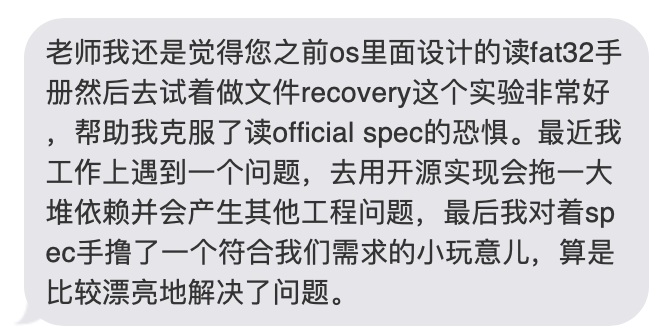 老师我还是觉得您之前os里面设计的读fat32手
册然后去试着做文件recovery这个实验非常好
，帮助我克服了读official spec的恐惧。最近我
工作上遇到一个问题，去用开源实现会拖一大
堆依赖并会产生其他工程问题，最后我对着sp
ec手撸了一个符合我们需求的小玩意儿，算是
比较漂亮地解决了问题。